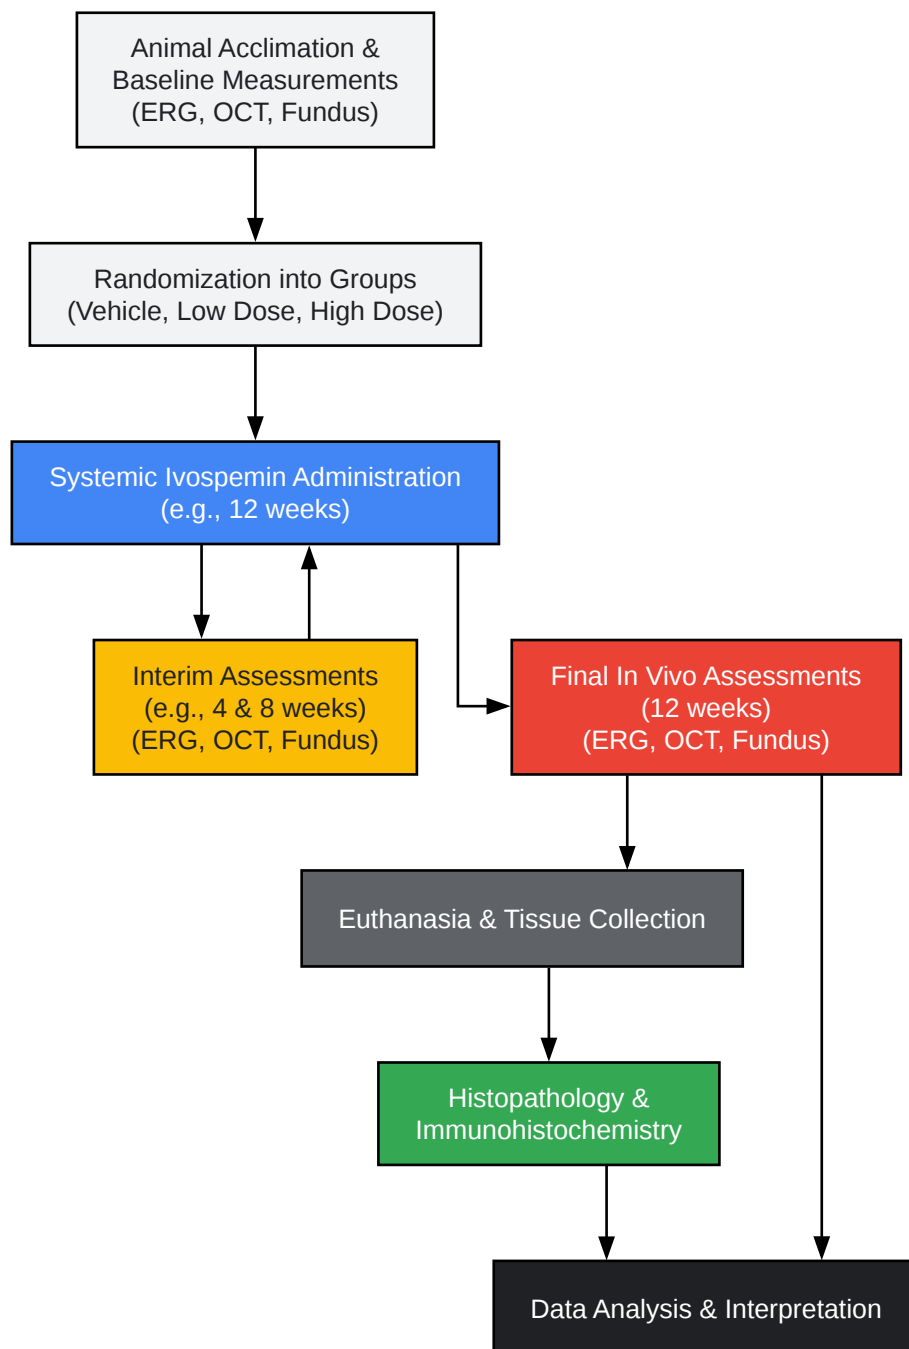 Animal Acclimation &
Baseline Measurements
(ERG, OCT, Fundus)
Randomization into Groups
(Vehicle, Low Dose, High Dose)
Systemic Ivospemin Administration
(e.g., 12 weeks)
Interim Assessments
(e.g., 4 & 8 weeks)
(ERG, OCT, Fundus)
Final In Vivo Assessments
(12 weeks)
(ERG, OCT, Fundus)
Euthanasia & Tissue Collection
Histopathology &
Immunohistochemistry
Data Analysis & Interpretation